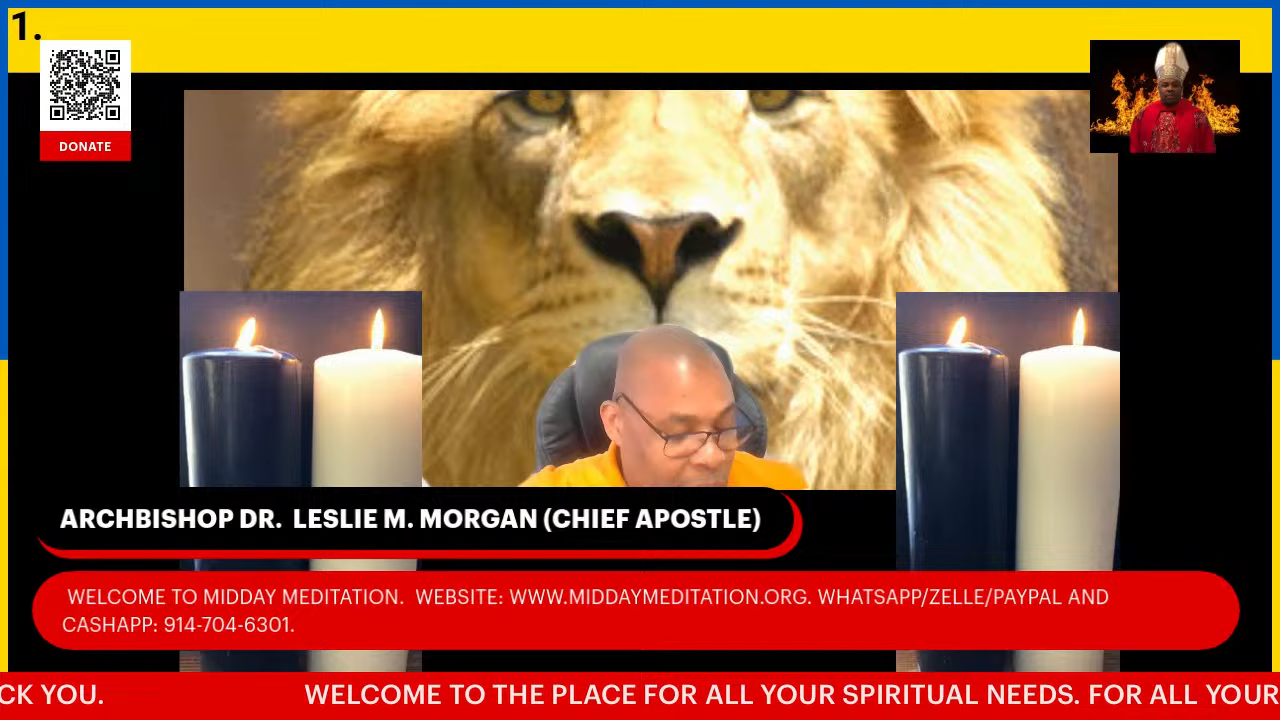 1.
DONATE
ARCHBISHOP DR. LESLIE M. MORGAN (CHIEF APOSTLE)
WELCOME TO MIDDAY MEDITATION. WEBSITE: WWW.MIDDAYMEDITATION.ORG. WHATSAPP/ZELLE/PAYPAL AND
CASHAPP: 914-704-6301.
CK YOU. WELCOME TO THE PLACE FOR ALL YOUR SPIRITUAL NEEDS. FOR ALL YOUR